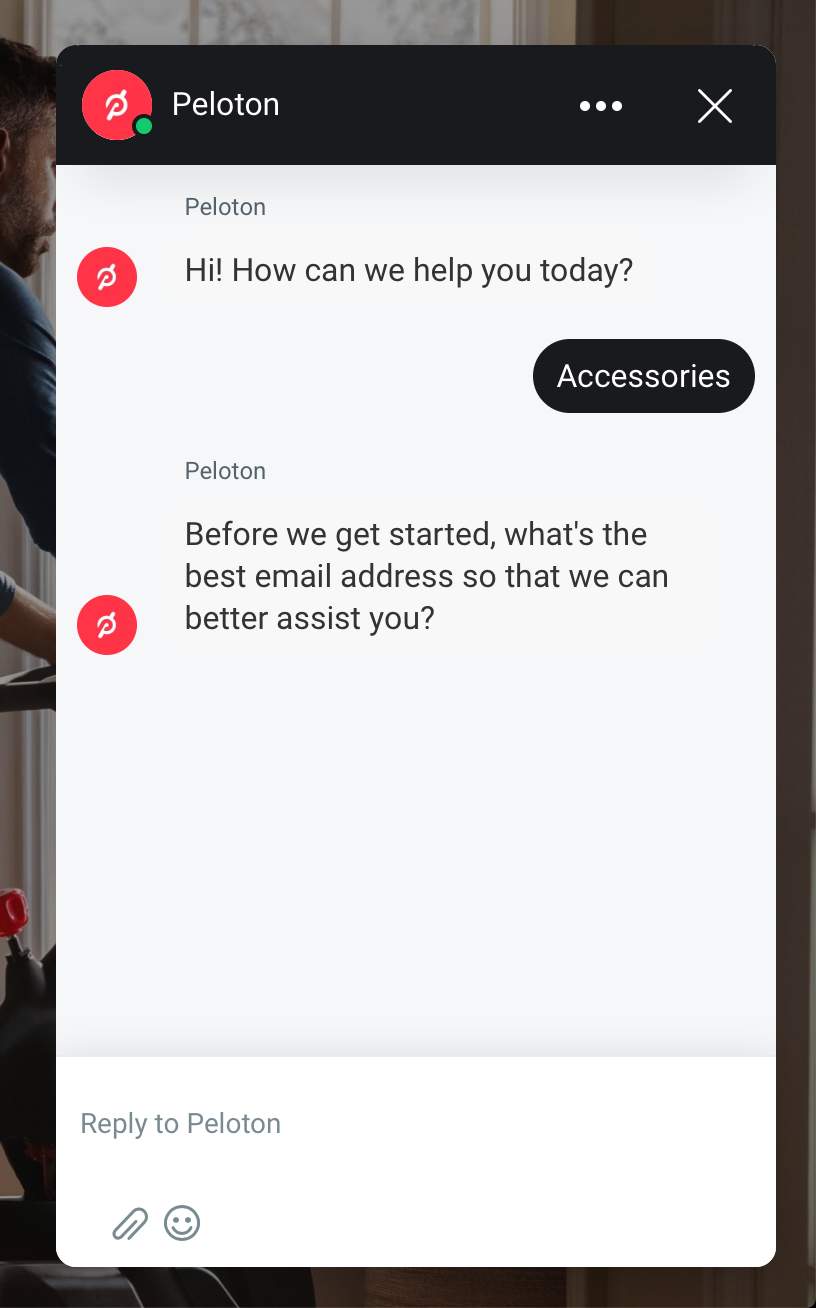 Peloton
Peloton
Hi! How can we help you today?
Accessories
Peloton
Before we get started, what's the
best email address so that we can
better assist you?
Reply to Peloton